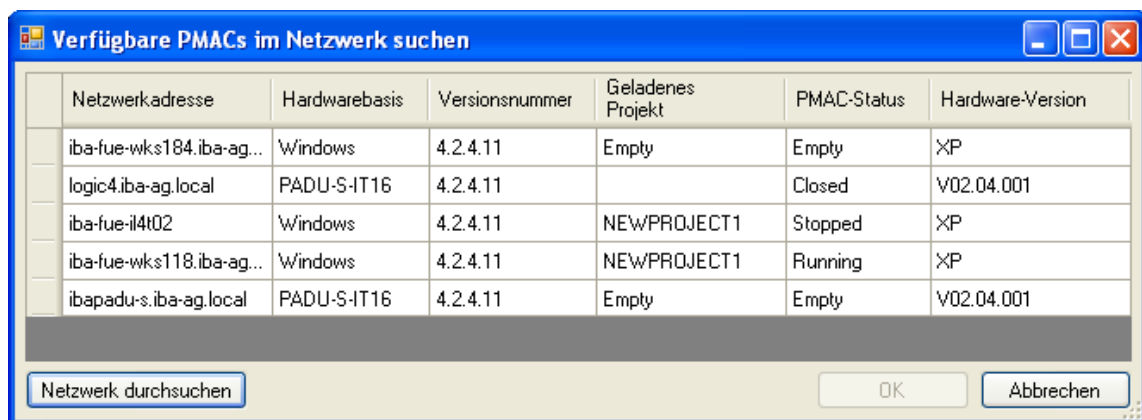 Verfügbare PMACs im Netzwerk suchen
Netzwerkadresse Hardwarebasis Versionsnummer Geladenes Projekt PMAC-Status Hardware-Version
iba-fue-wks184.iba-ag... Windows 4.2.4.11 Empty Empty XP
logic4.iba-ag.local PADU-S-IT16 4.2.4.11 Closed V02.04.001
iba-fue-il4t02 Windows 4.2.4.11 NEWPROJECT1 Stopped XP
iba-fue-wks118.iba-ag... Windows 4.2.4.11 NEWPROJECT1 Running XP
ibapadu-s.iba-ag.local PADU-S-IT16 4.2.4.11 Empty Empty V02.04.001
Netzwerk durchsuchen OK Abbrechen